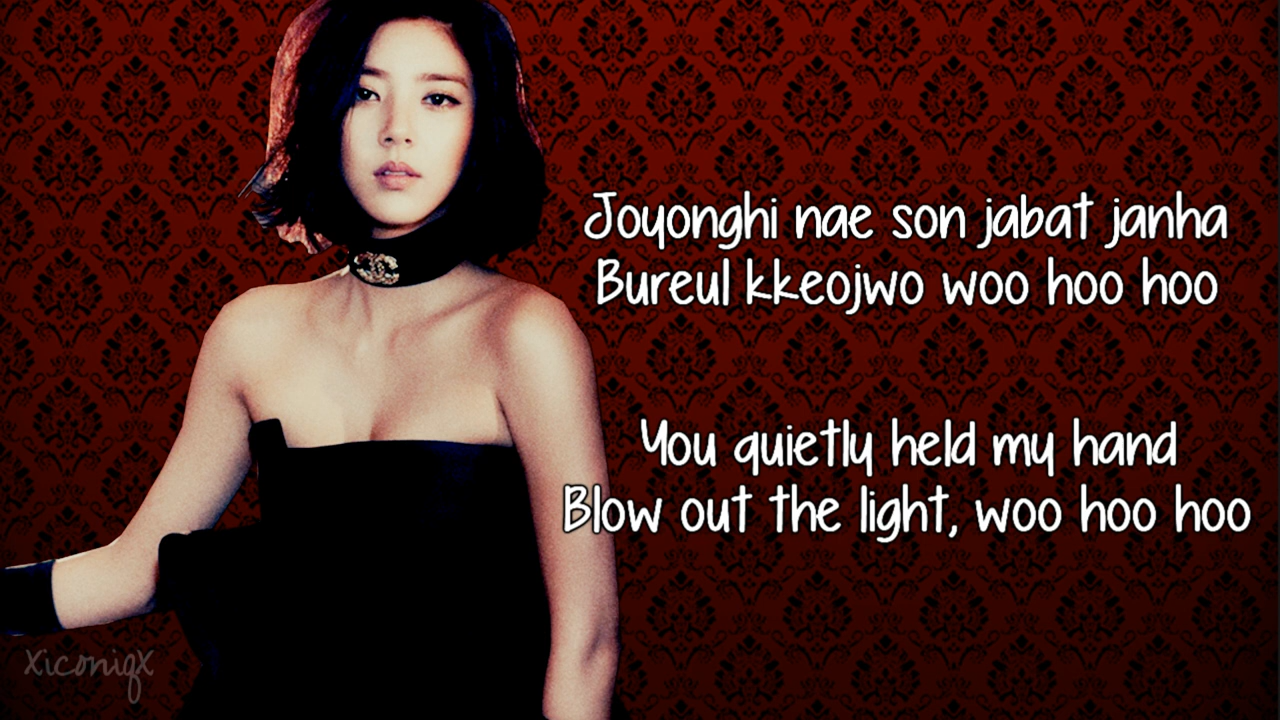 Joyonghi nae son jabat janha
Bureul kkeojwo woo hoo hoo
You quietly held my hand
Blow out the light, woo hoo hoo
xiconiqx